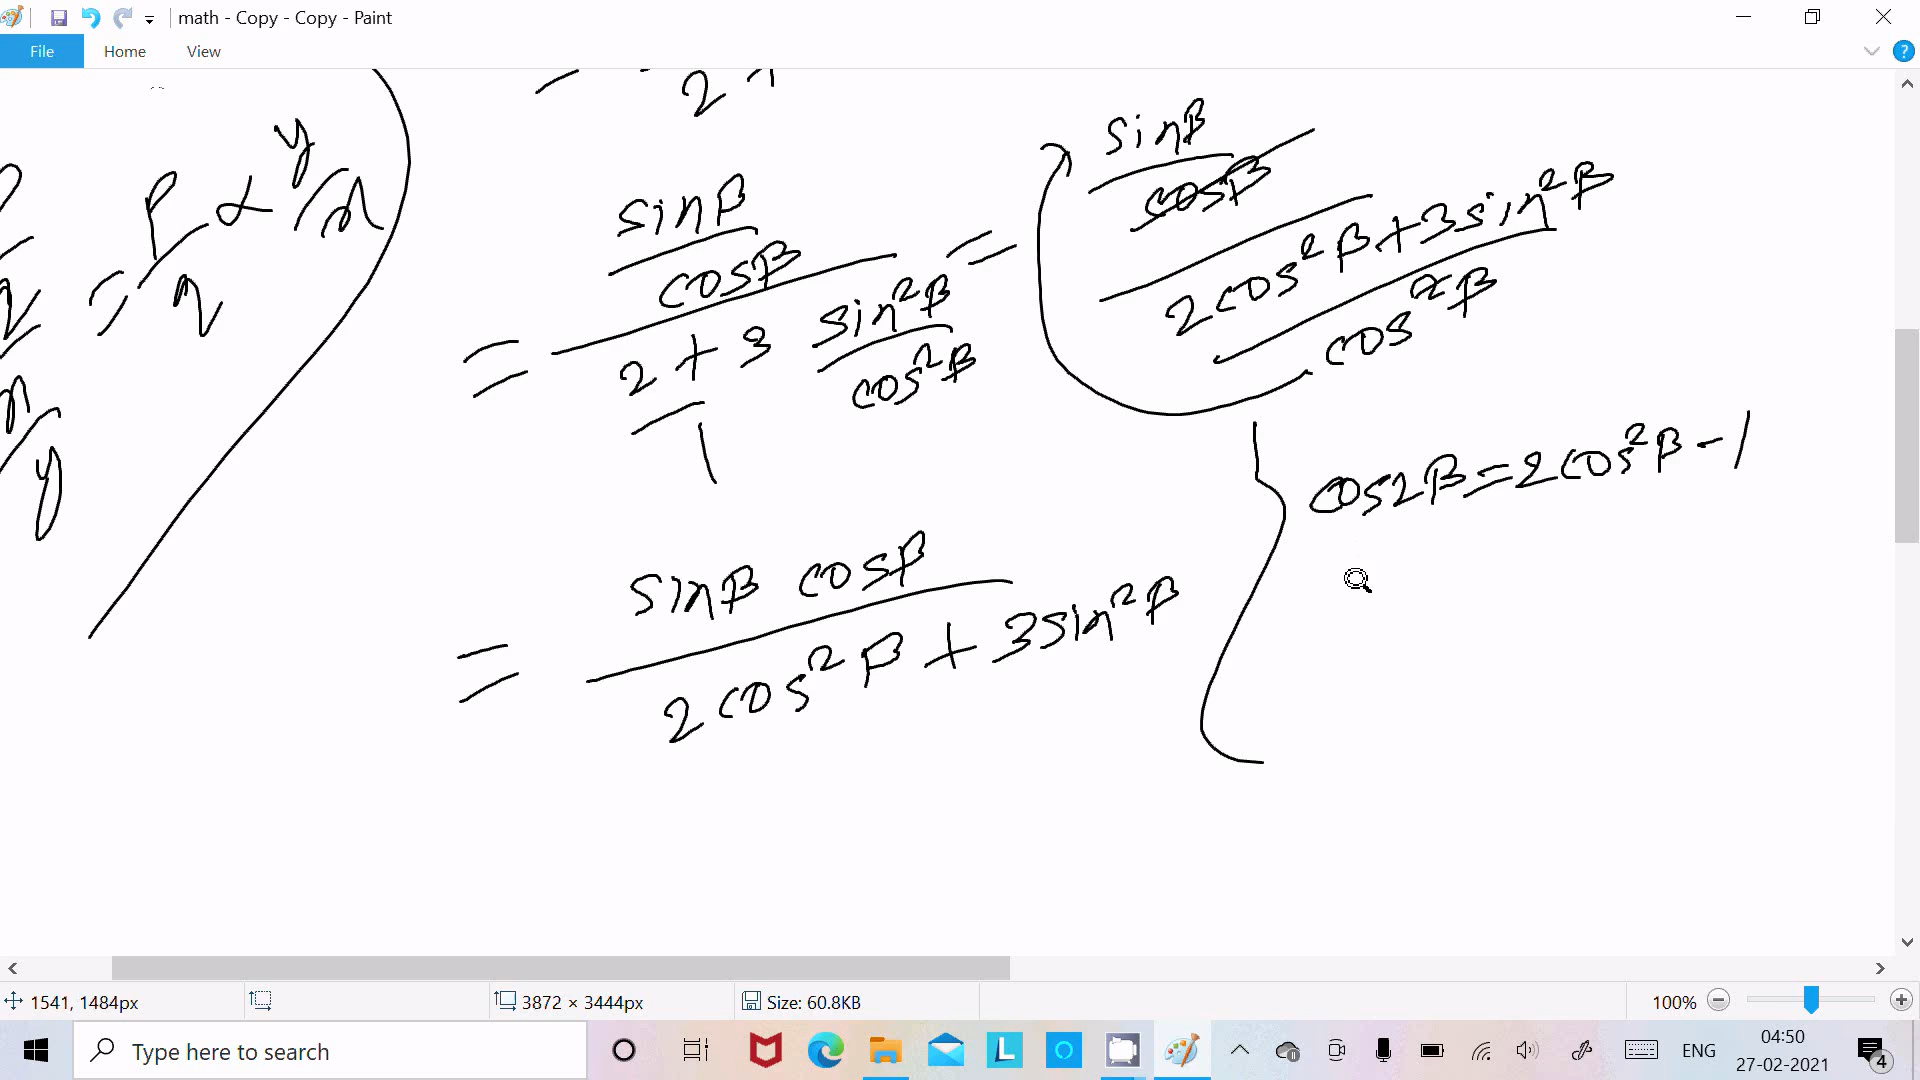 math - Copy - Copy - Paint
File Home View
2
= p/q ∝ y/x
y
= (sinβ/cosβ)/(2/1 + 3 sin²β/cos²β) = (sinβ/cosβ)/((2cos²β+3sin²β)/cos²β)
cos2β=2cos²β-1
= sinβ cosβ/(2cos²β + 3sin²β)
1541, 1484px 3872 × 3444px Size: 60.8KB 100%
Type here to search ENG 04:50
27-02-2021 4